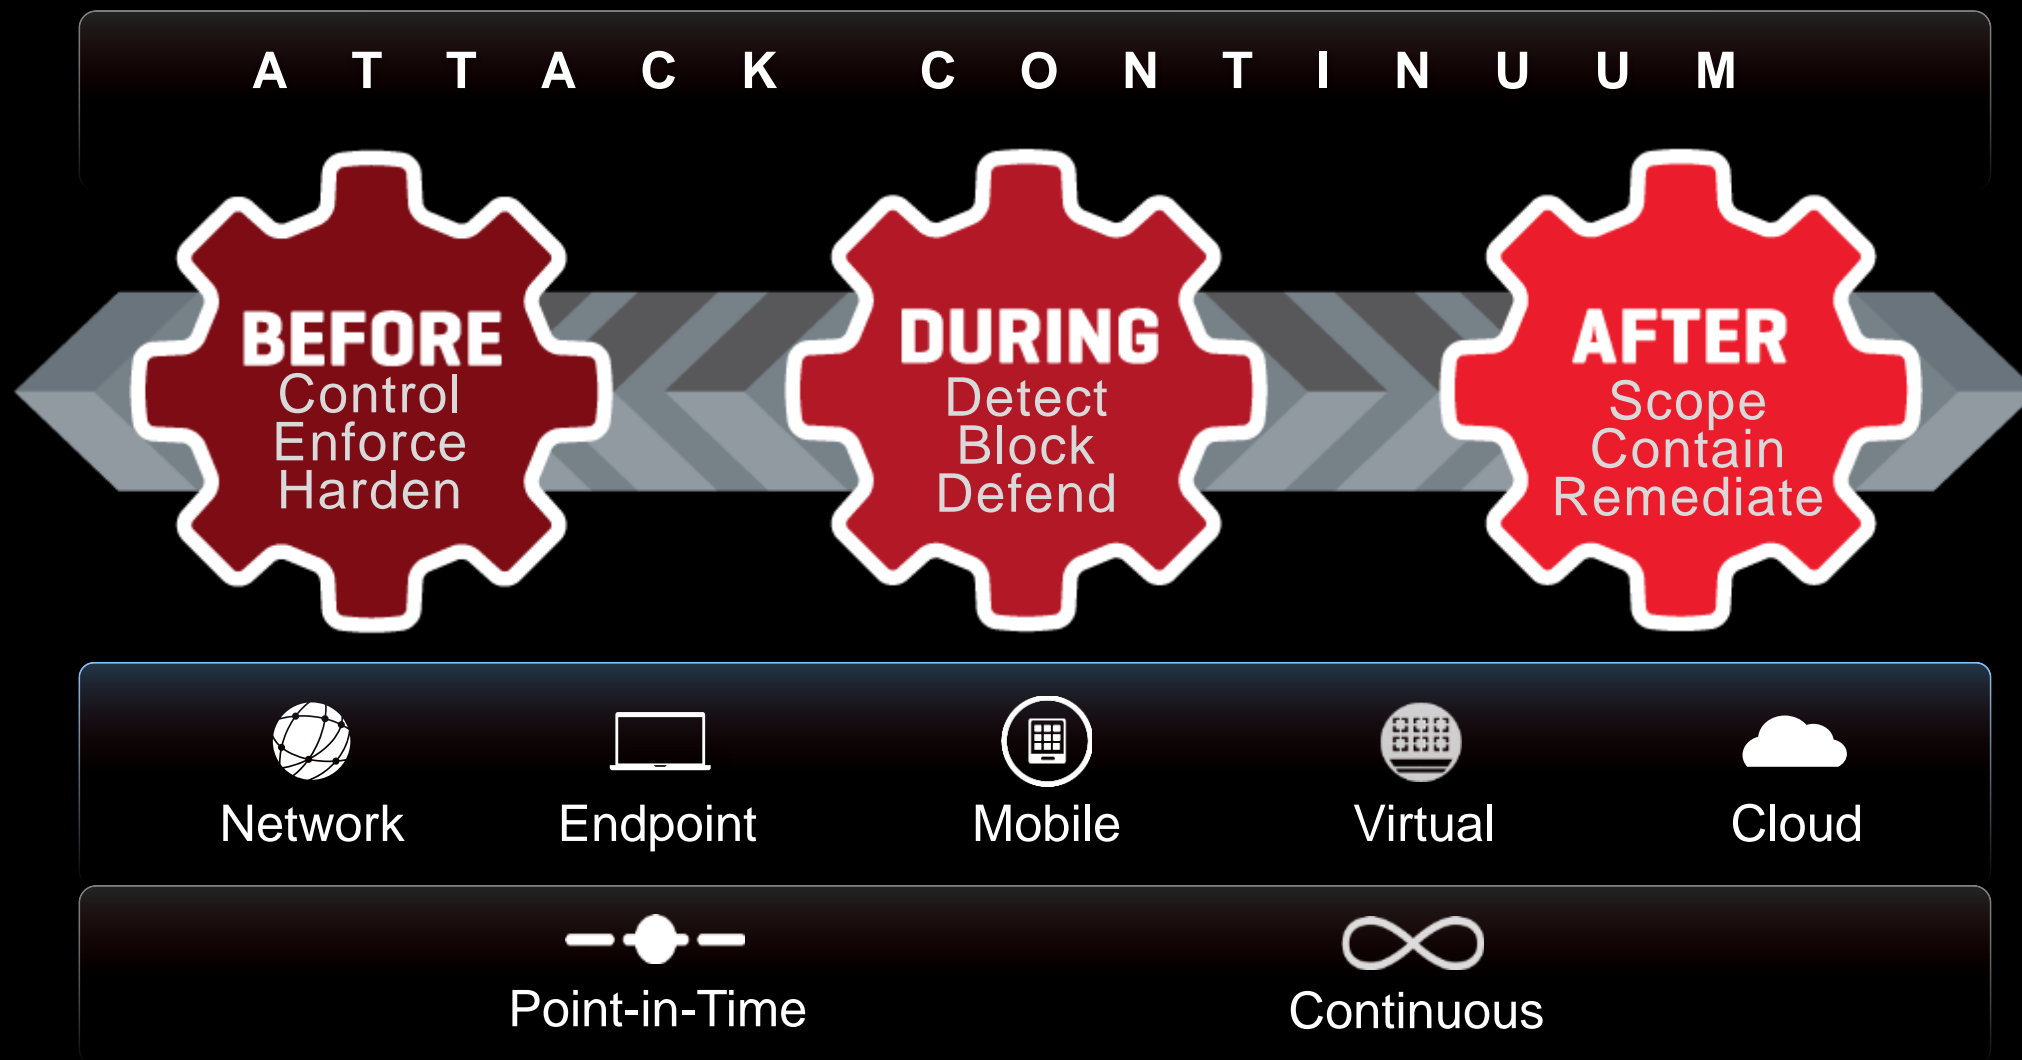 ATTACK CONTINUUM
BEFORE
Control
Enforce
Harden
DURING
Detect
Block
Defend
AFTER
Scope
Contain
Remediate
Network
Endpoint
Mobile
Virtual
Cloud
Point-in-Time
Continuous